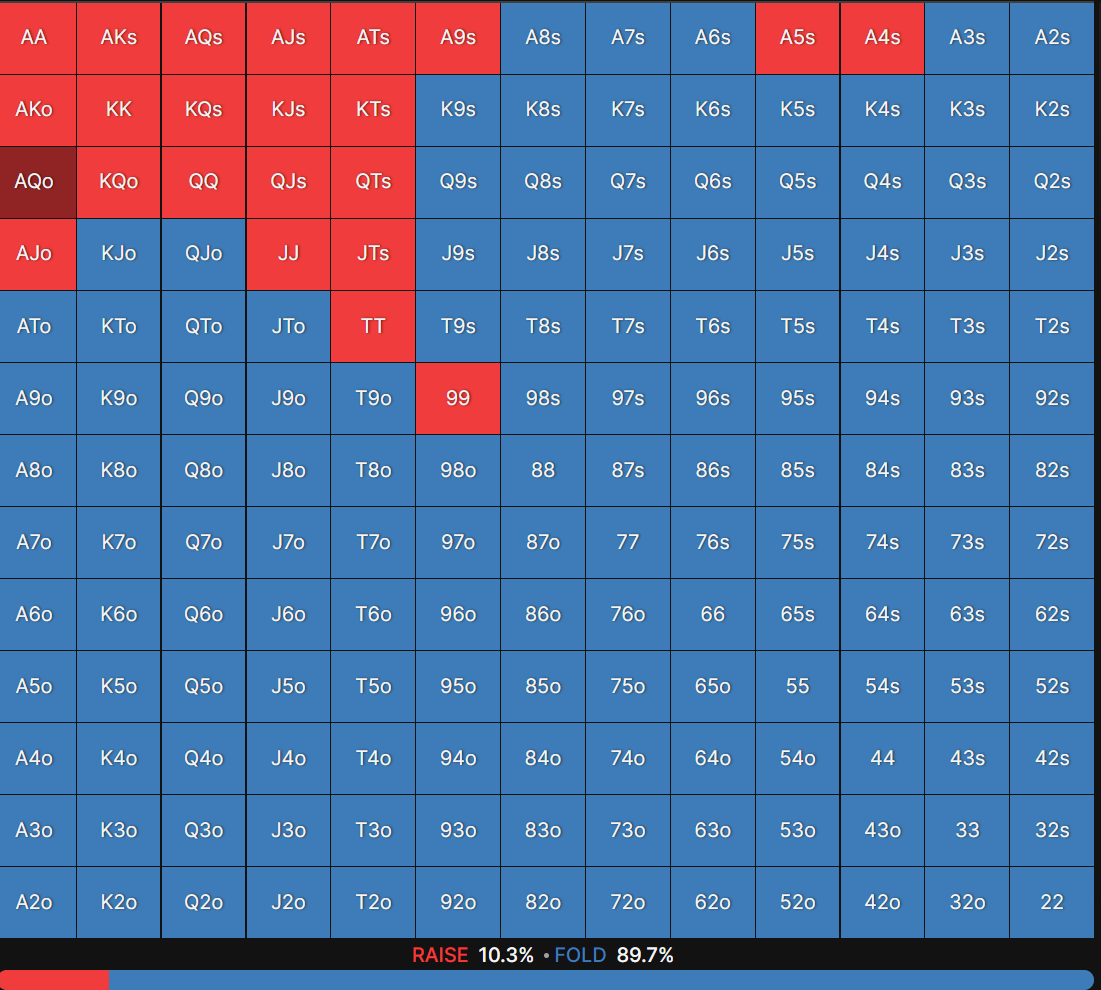 AA AKs AQs AJs ATs A9s A8s A7s A6s A5s A4s A3s A2s
AKo KK KQs KJs KTs K9s K8s K7s K6s K5s K4s K3s K2s
AQo KQo QQ QJs QTs Q9s Q8s Q7s Q6s Q5s Q4s Q3s Q2s
AJo KJo QJo JJ JTs J9s J8s J7s J6s J5s J4s J3s J2s
ATo KTo QTo JTo TT T9s T8s T7s T6s T5s T4s T3s T2s
A9o K9o Q9o J9o T9o 99 98s 97s 96s 95s 94s 93s 92s
A8o K8o Q8o J8o T8o 98o 88 87s 86s 85s 84s 83s 82s
A7o K7o Q7o J7o T7o 97o 87o 77 76s 75s 74s 73s 72s
A6o K6o Q6o J6o T6o 96o 86o 76o 66 65s 64s 63s 62s
A5o K5o Q5o J5o T5o 95o 85o 75o 65o 55 54s 53s 52s
A4o K4o Q4o J4o T4o 94o 84o 74o 64o 54o 44 43s 42s
A3o K3o Q3o J3o T3o 93o 83o 73o 63o 53o 43o 33 32s
A2o K2o Q2o J2o T2o 92o 82o 72o 62o 52o 42o 32o 22
RAISE 10.3% • FOLD 89.7%